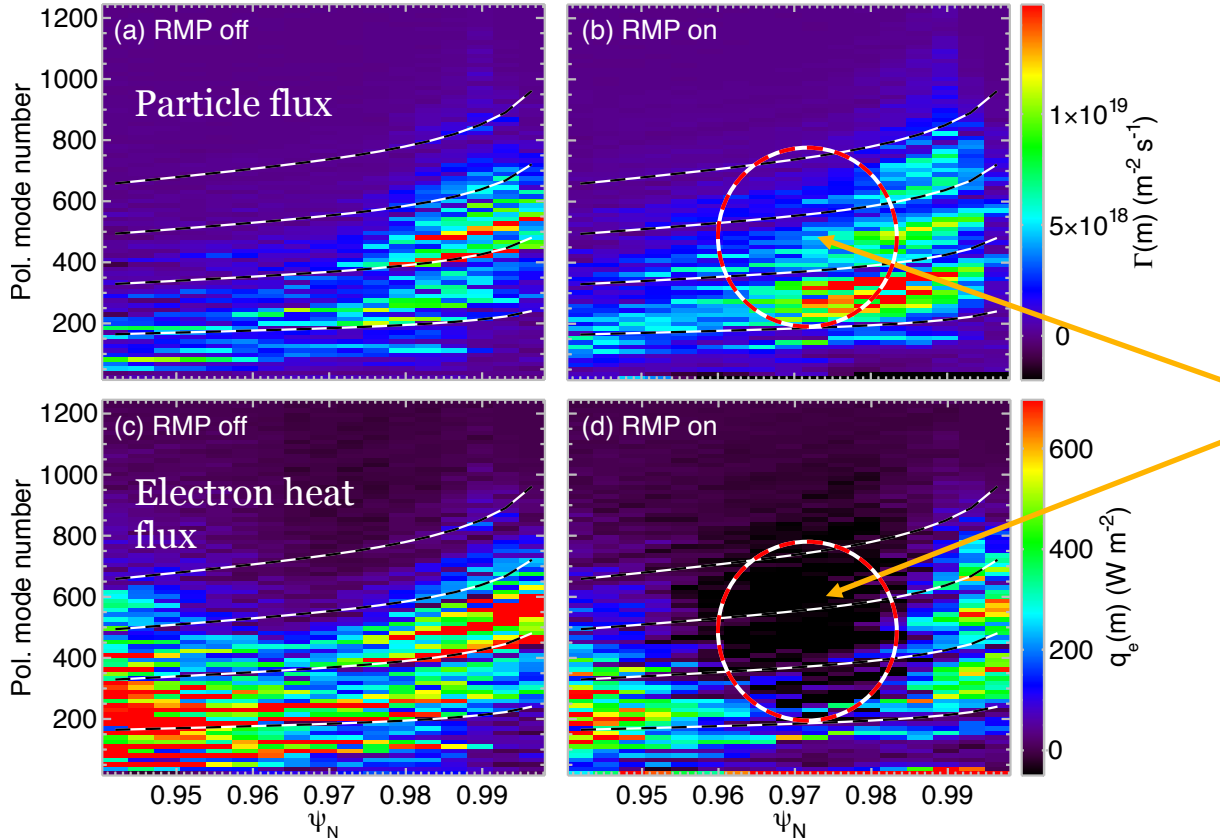 (a) RMP off
(b) RMP on
Particle flux
Pol. mode number
1200
1000
800
600
400
200
1×10¹⁹
5×10¹⁸
0
Γ(m) (m⁻² s⁻¹)
(c) RMP off
(d) RMP on
Electron heat
flux
Pol. mode number
1200
1000
800
600
400
200
600
400
200
0
qₑ(m) (W m⁻²)
0.95 0.96 0.97 0.98 0.99
0.95 0.96 0.97 0.98 0.99
ψ_N
ψ_N